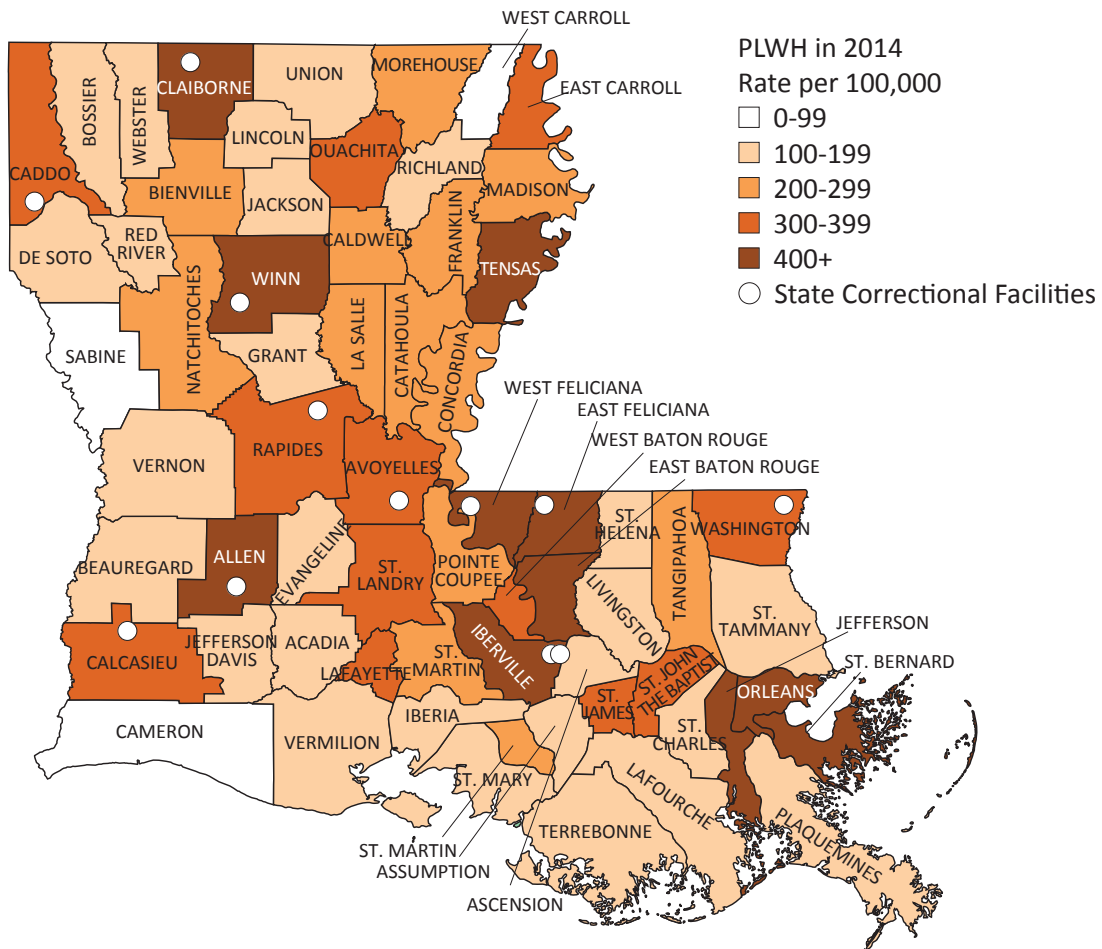 WEST CARROLL
PLWH in 2014
Rate per 100,000
0-99
100-199
200-299
300-399
400+
State Correctional Facilities
UNION
MOREHOUSE
EAST CARROLL
CLAIBORNE
BOSSIER
WEBSTER
LINCOLN
OUACHITA
RICHLAND
CADDO
BIENVILLE
JACKSON
MADISON
FRANKLIN
RED
RIVER
DE SOTO
CALDWELL
TENSAS
WINN
NATCHITOCHES
SABINE
GRANT
LA SALLE
CATAHOULA
CONCORDIA
WEST FELICIANA
EAST FELICIANA
WEST BATON ROUGE
EAST BATON ROUGE
VERNON
RAPIDES
AVOYELLES
ST.
HELENA
TANGIPAHOA
WASHINGTON
BEAUREGARD
ALLEN
EVANGELINE
ST.
LANDRY
POINTE
COUPEE
LIVINGSTON
ST.
TAMMANY
JEFFERSON
CALCASIEU
JEFFERSON
DAVIS
ACADIA
LAFAYETTE
ST.
MARTIN
IBERVILLE
ST. JOHN
THE BAPTIST
ST. BERNARD
ORLEANS
ST.
JAMES
CAMERON
VERMILION
IBERIA
ST.
CHARLES
ST. MARY
LAFOURCHE
TERREBONNE
PLAQUEMINES
ST. MARTIN
ASSUMPTION
ASCENSION